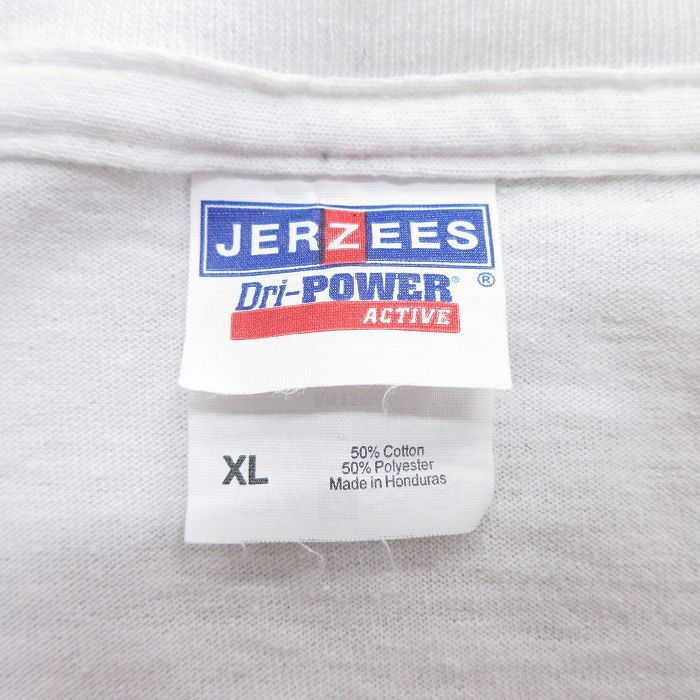 JERZEES
®
Dri-POWER®
ACTIVE
XL
50% Cotton
50% Polyester
Made in Honduras